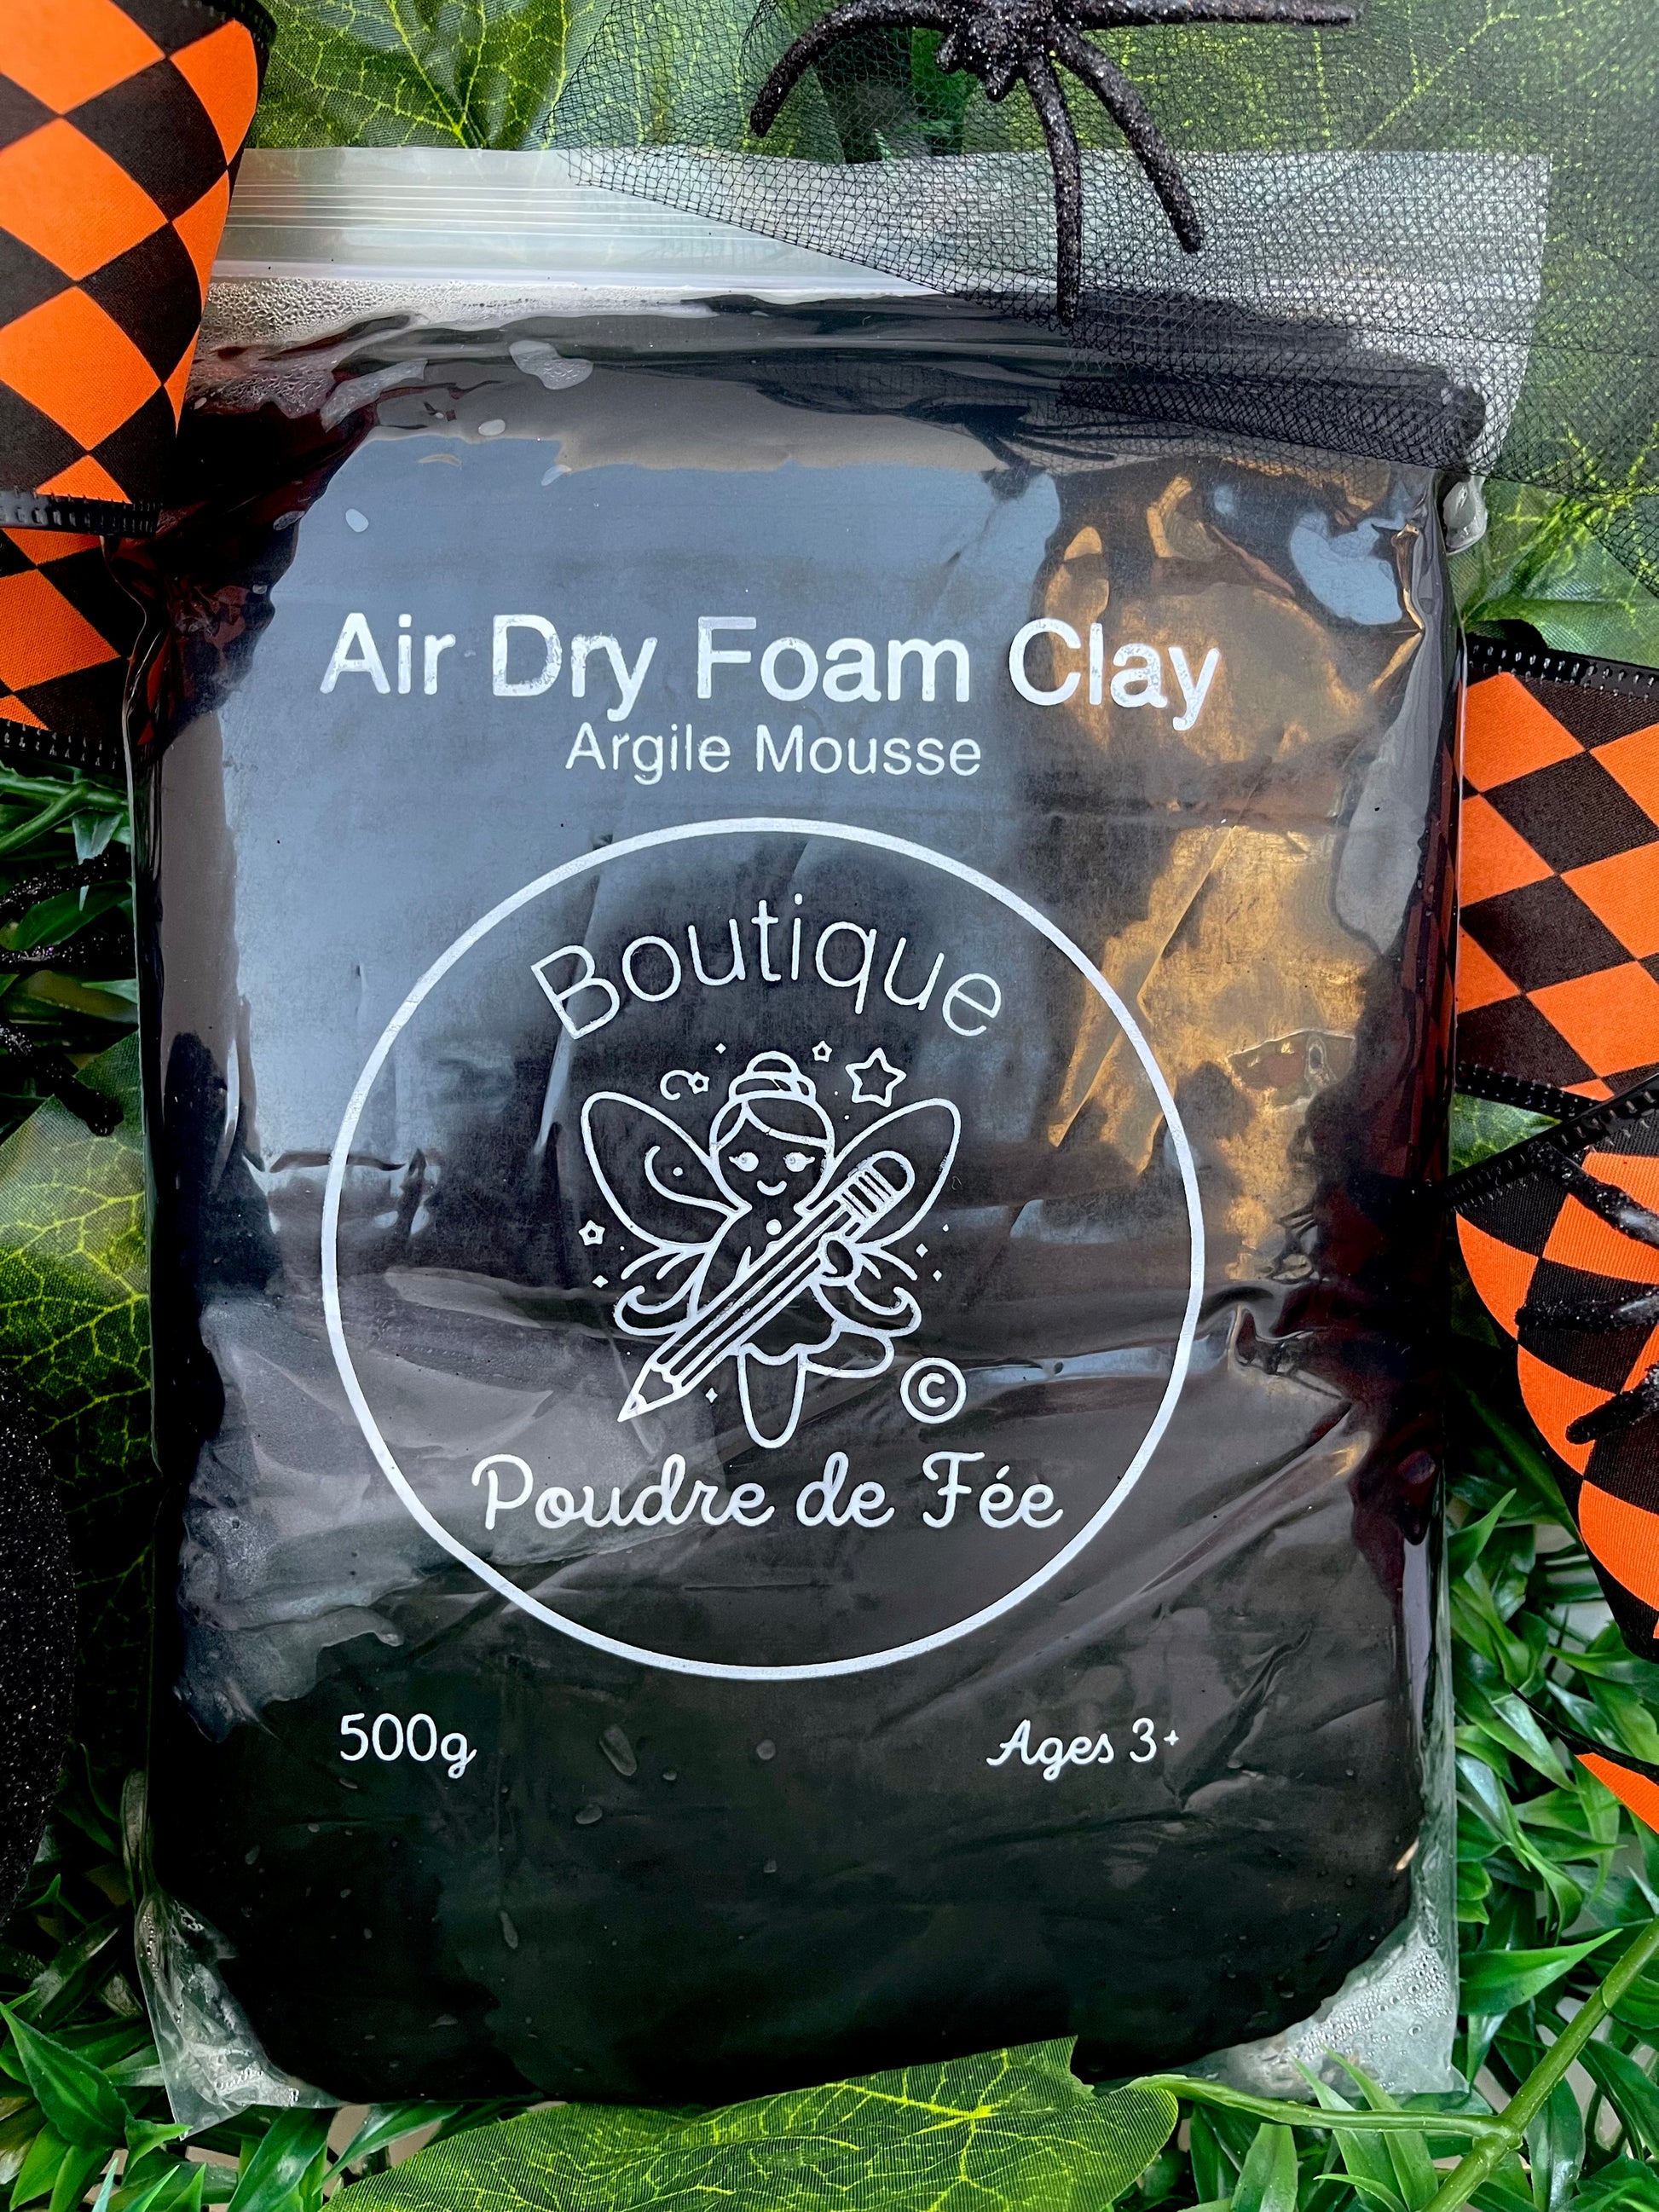 Air Dry Foam Clay
Argile Mousse
Boutique
©
Poudre de Fée
500g
Ages 3+